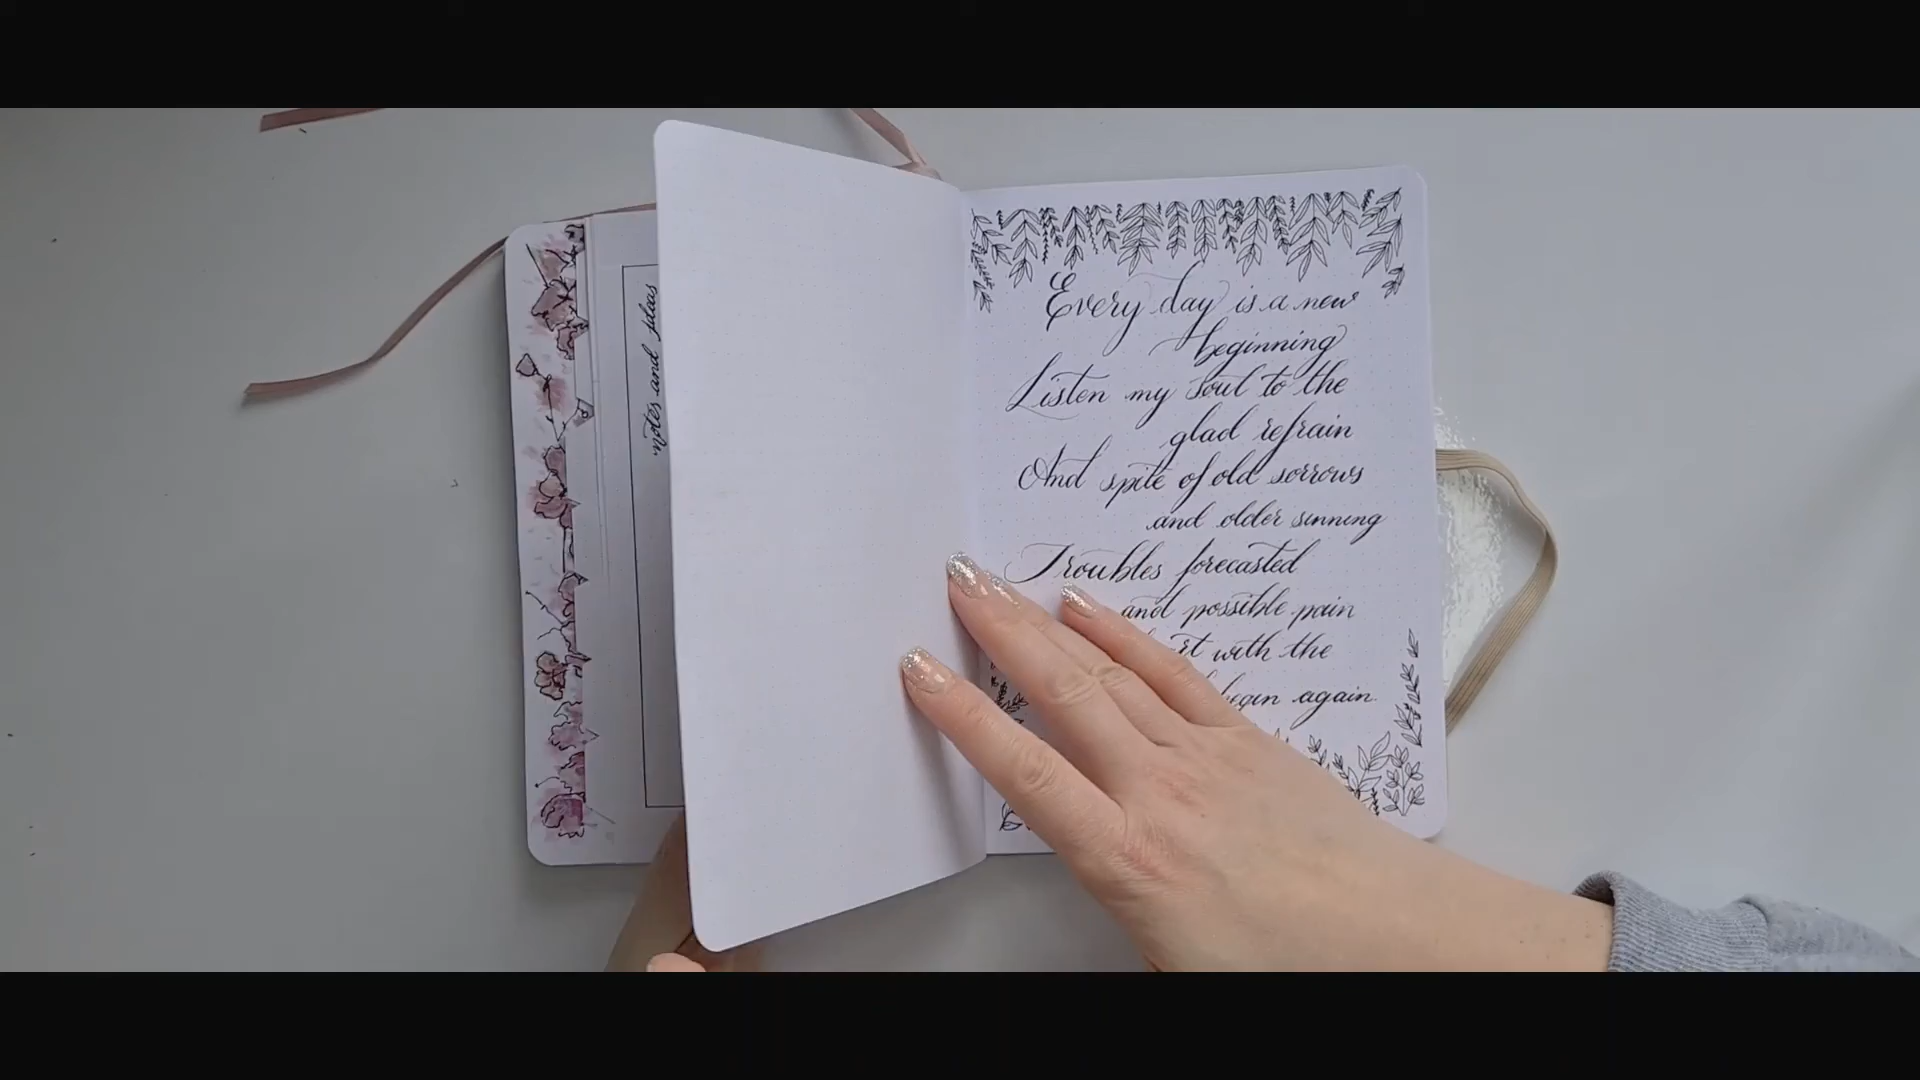 notes and ideas
Every day is a new
beginning
Listen my soul to the
glad refrain
And spite of old sorrows
and older sinning
Troubles forecasted
and possible pain
with the
begin again.